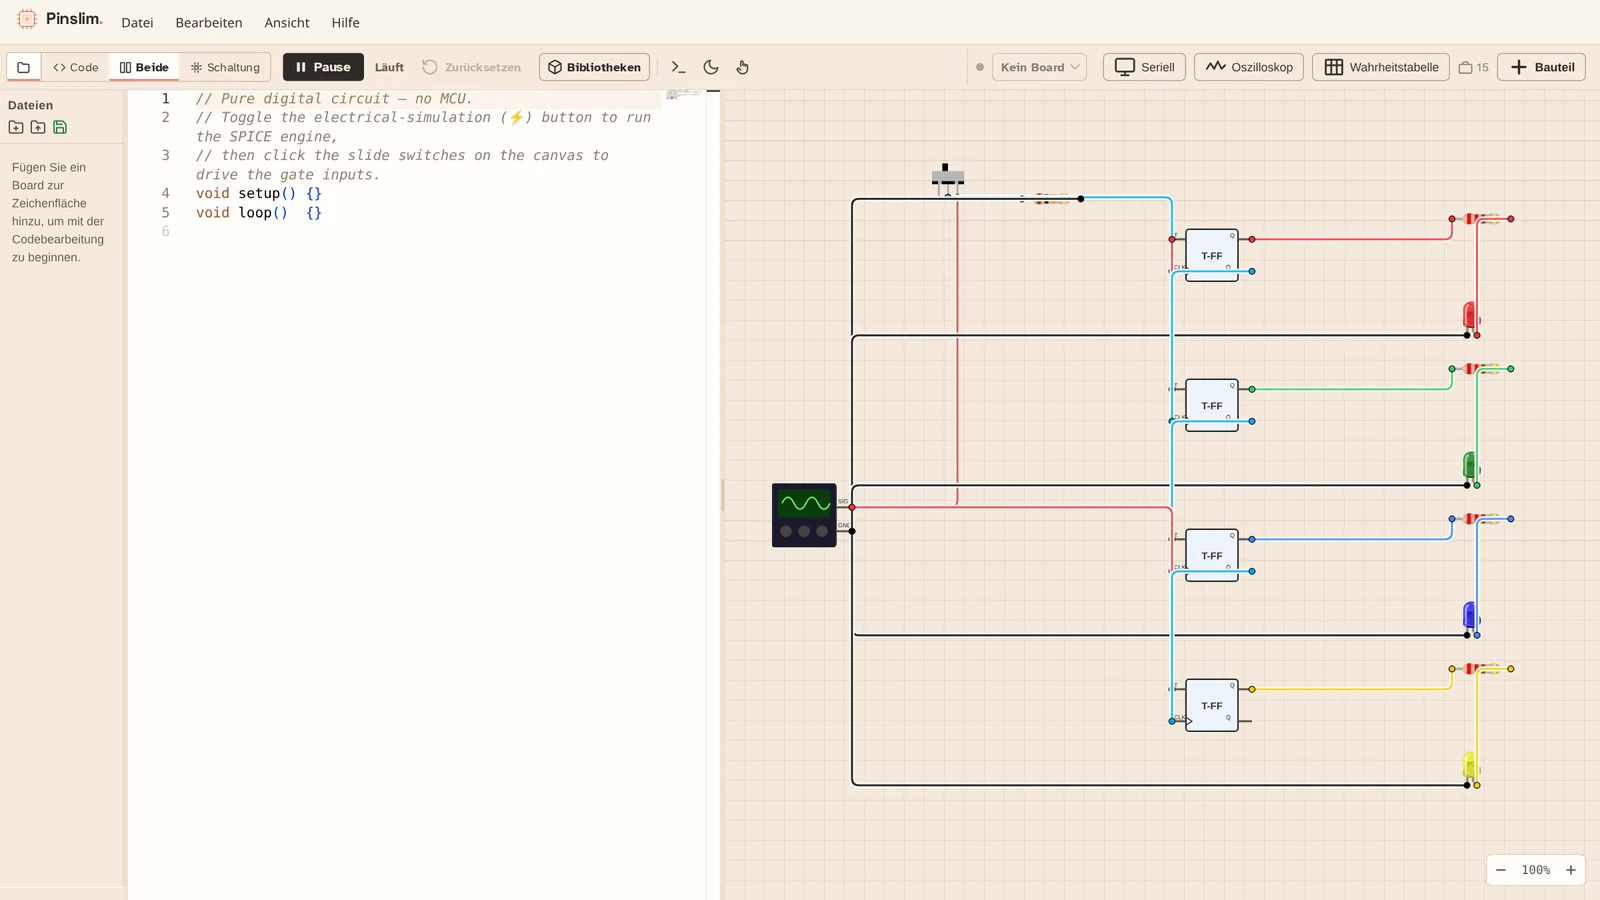 Pinslim.
Datei
Bearbeiten
Ansicht
Hilfe
Code
Beide
Schaltung
Pause
Läuft
Zurücksetzen
Bibliotheken
Kein Board
Seriell
Oszilloskop
Wahrheitstabelle
15
Bauteil
Dateien
Fügen Sie ein
Board zur
Zeichenfläche
hinzu, um mit der
Codebearbeitung
zu beginnen.
1 // Pure digital circuit — no MCU.
2 // Toggle the electrical-simulation (⚡) button to run
the SPICE engine,
3 // then click the slide switches on the canvas to
drive the gate inputs.
4 void setup() {}
5 void loop()  {}
6
T-FF
Q
Q
T-FF
Q
Q
SIG
GND
T-FF
Q
Q
T-FF
Q
CLK
Q
100%